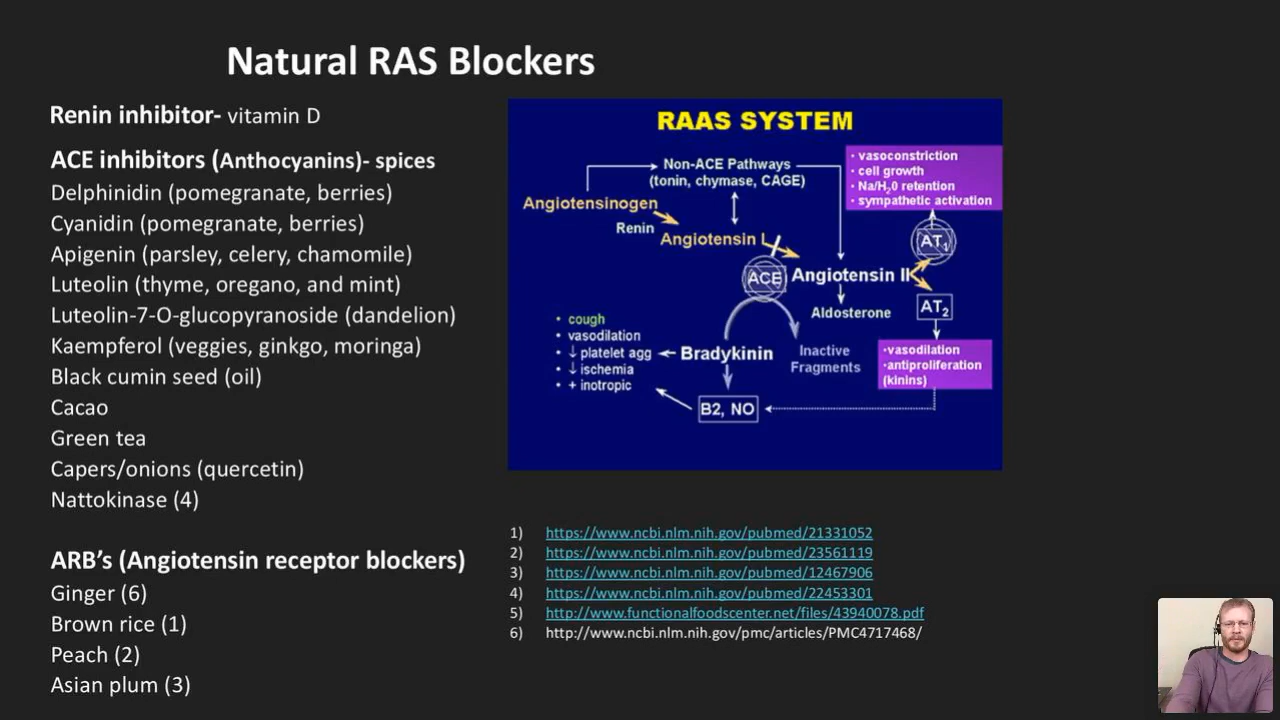 Natural RAS Blockers
Renin inhibitor- vitamin D
ACE inhibitors (Anthocyanins)- spices
Delphinidin (pomegranate, berries)
Cyanidin (pomegranate, berries)
Apigenin (parsley, celery, chamomile)
Luteolin (thyme, oregano, and mint)
Luteolin-7-O-glucopyranoside (dandelion)
Kaempferol (veggies, ginkgo, moringa)
Black cumin seed (oil)
Cacao
Green tea
Capers/onions (quercetin)
Nattokinase (4)
ARB’s (Angiotensin receptor blockers)
Ginger (6)
Brown rice (1)
Peach (2)
Asian plum (3)
RAAS SYSTEM
Non-ACE Pathways
(tonin, chymase, CAGE)
• vasoconstriction
• cell growth
• Na/H₂0 retention
• sympathetic activation
Angiotensinogen
Renin
Angiotensin I
AT₁
ACE
Angiotensin II
Aldosterone
AT₂
• cough
• vasodilation
• ↓ platelet agg
• ↓ ischemia
• + inotropic
Bradykinin
Inactive
Fragments
•vasodilation
•antiproliferation
(kinins)
B2, NO
1) https://www.ncbi.nlm.nih.gov/pubmed/21331052
2) https://www.ncbi.nlm.nih.gov/pubmed/23561119
3) https://www.ncbi.nlm.nih.gov/pubmed/12467906
4) https://www.ncbi.nlm.nih.gov/pubmed/22453301
5) http://www.functionalfoodscenter.net/files/43940078.pdf
6) http://www.ncbi.nlm.nih.gov/pmc/articles/PMC4717468/